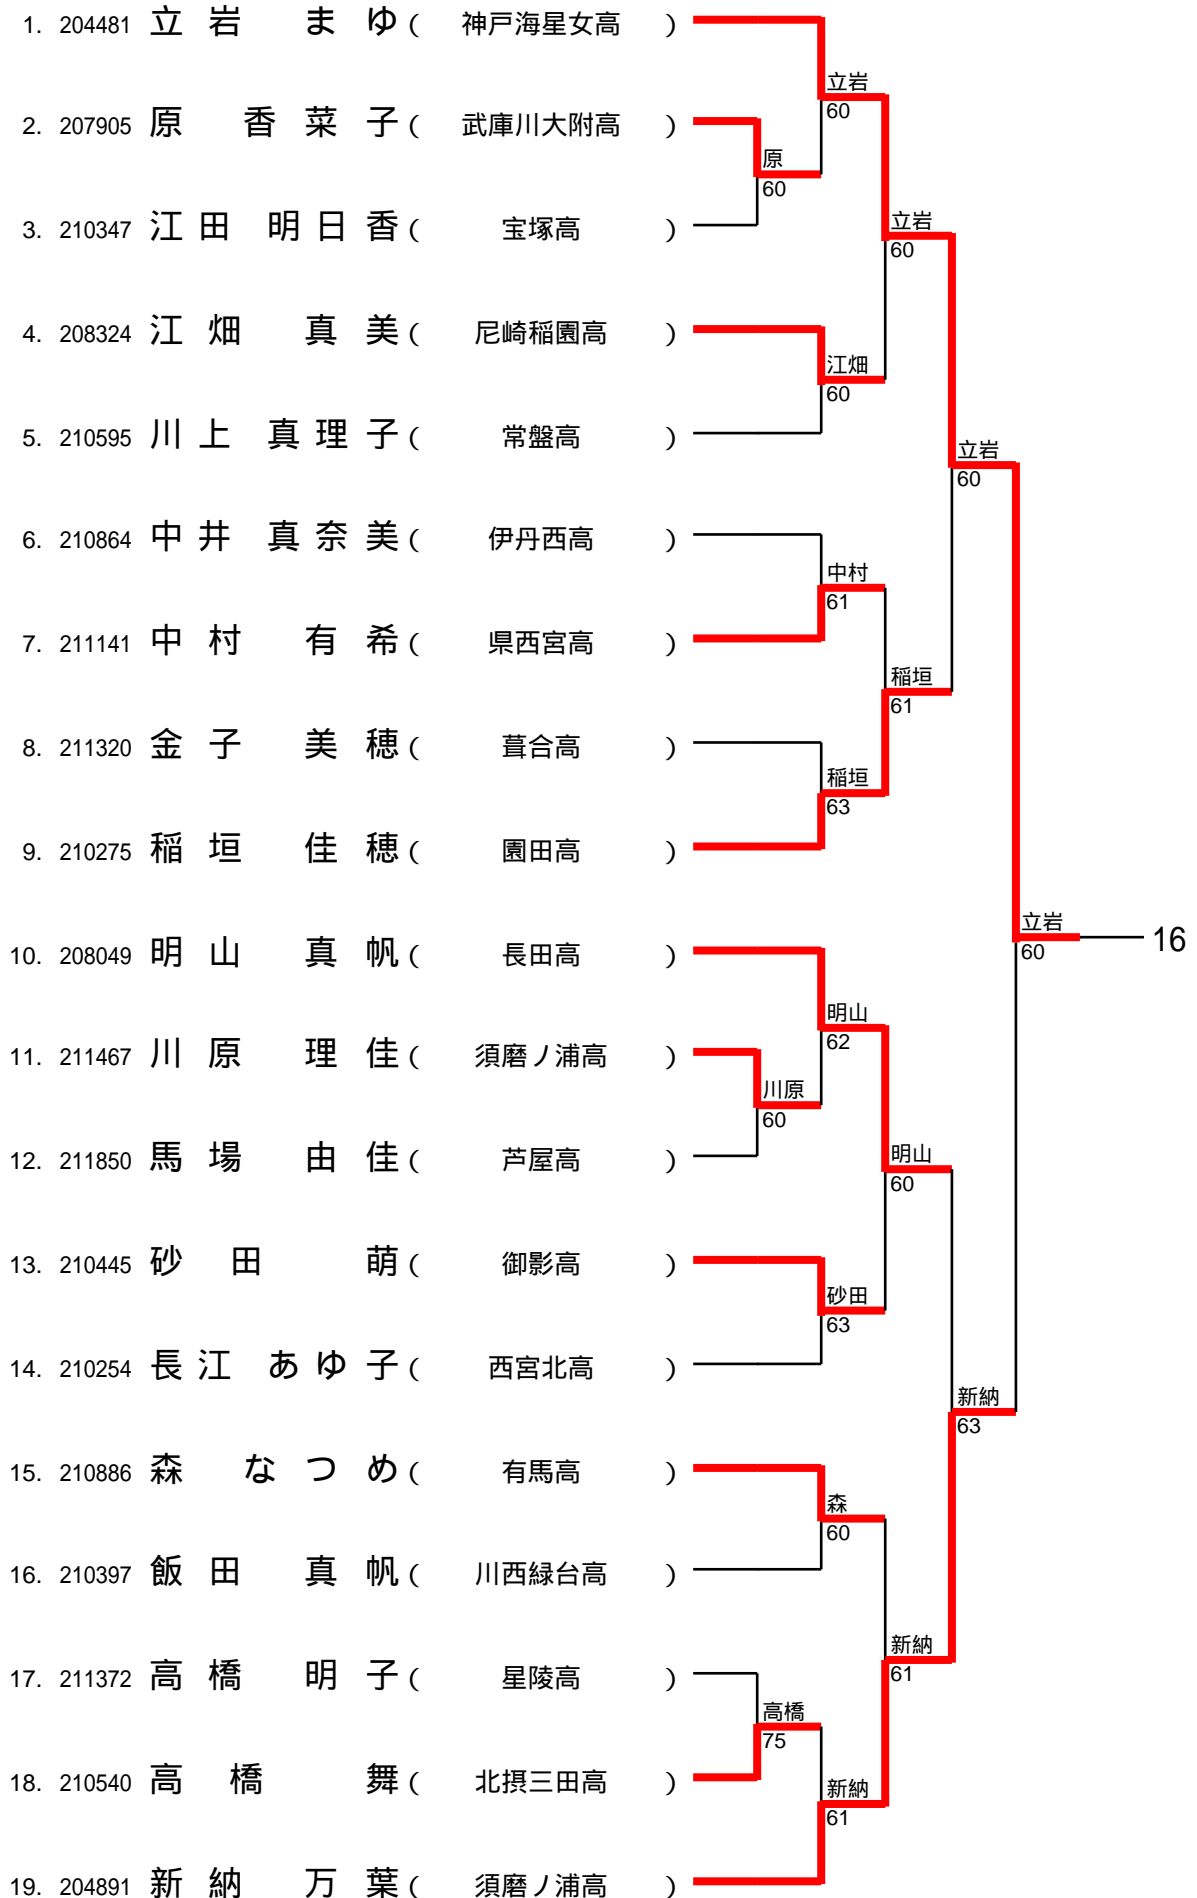 1. 204481 立岩 まゆ ( 神戸海星女高 )
立岩
60
2. 207905 原 香菜子 ( 武庫川大附高 )
原
60
3. 210347 江田 明日香 ( 宝塚高 )
立岩
60
4. 208324 江畑 真美 ( 尼崎稲園高 )
江畑
60
5. 210595 川上 真理子 ( 常盤高 )
立岩
60
6. 210864 中井 真奈美 ( 伊丹西高 )
中村
61
7. 211141 中村 有希 ( 県西宮高 )
稲垣
61
8. 211320 金子 美穂 ( 葺合高 )
稲垣
63
9. 210275 稲垣 佳穂 ( 園田高 )
立岩
60
16
10. 208049 明山 真帆 ( 長田高 )
明山
62
11. 211467 川原 理佳 ( 須磨ノ浦高 )
川原
60
12. 211850 馬場 由佳 ( 芦屋高 )
明山
60
13. 210445 砂田 萌 ( 御影高 )
砂田
63
14. 210254 長江 あゆ子 ( 西宮北高 )
新納
63
15. 210886 森 なつめ ( 有馬高 )
森
60
16. 210397 飯田 真帆 ( 川西緑台高 )
新納
61
17. 211372 高橋 明子 ( 星陵高 )
高橋
75
18. 210540 高橋 舞 ( 北摂三田高 )
新納
61
19. 204891 新納 万葉 ( 須磨ノ浦高 )